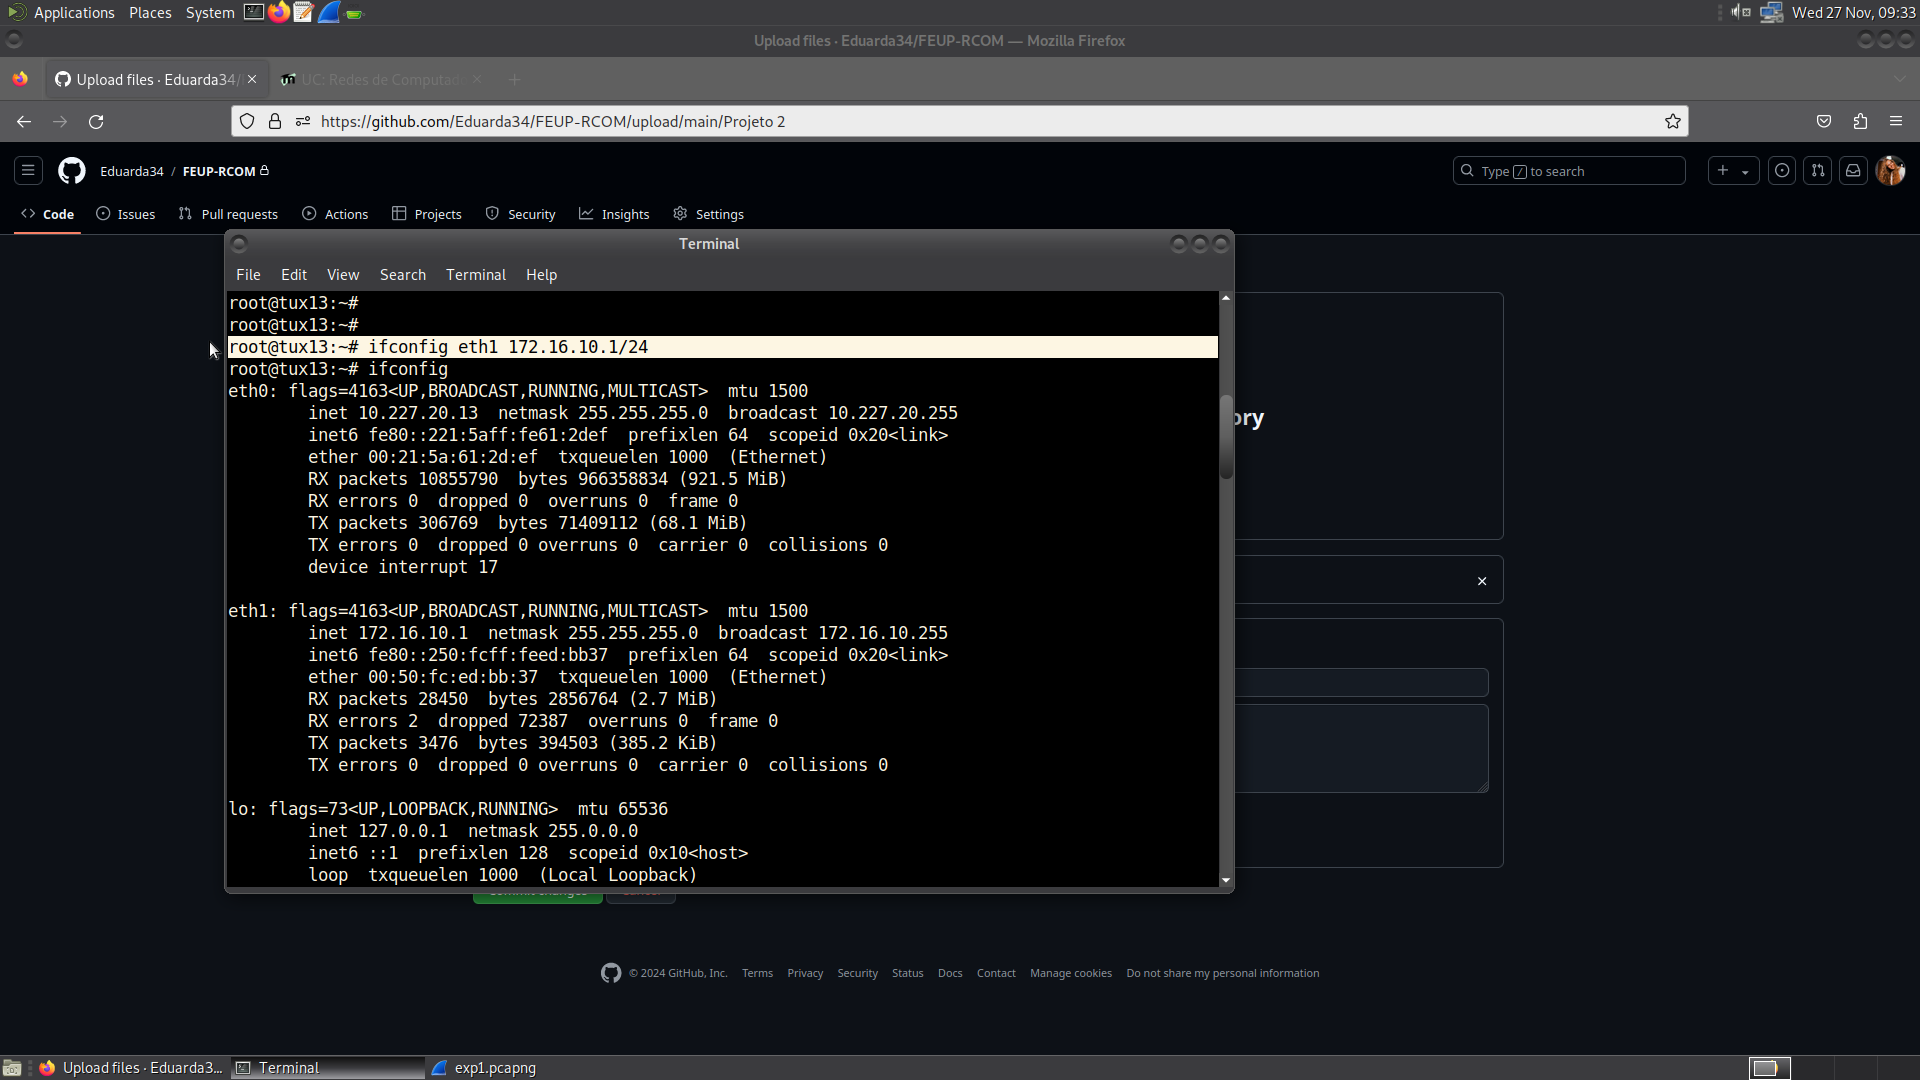 Applications Places System Wed 27 Nov, 09:33
Upload files · Eduarda34/FEUP-RCOM — Mozilla Firefox
Upload files · Eduarda34/ UC: Redes de Computad
https://github.com/Eduarda34/FEUP-RCOM/upload/main/Projeto 2
Eduarda34 / FEUP-RCOM Type / to search
Code Issues Pull requests Actions Projects Security Insights Settings
Terminal
File Edit View Search Terminal Help
root@tux13:~#
root@tux13:~#
root@tux13:~# ifconfig eth1 172.16.10.1/24
root@tux13:~# ifconfig
eth0: flags=4163<UP,BROADCAST,RUNNING,MULTICAST>  mtu 1500
        inet 10.227.20.13  netmask 255.255.255.0  broadcast 10.227.20.255
        inet6 fe80::221:5aff:fe61:2def  prefixlen 64  scopeid 0x20<link>
        ether 00:21:5a:61:2d:ef  txqueuelen 1000  (Ethernet)
        RX packets 10855790  bytes 966358834 (921.5 MiB)
        RX errors 0  dropped 0  overruns 0  frame 0
        TX packets 306769  bytes 71409112 (68.1 MiB)
        TX errors 0  dropped 0 overruns 0  carrier 0  collisions 0
        device interrupt 17
eth1: flags=4163<UP,BROADCAST,RUNNING,MULTICAST>  mtu 1500
        inet 172.16.10.1  netmask 255.255.255.0  broadcast 172.16.10.255
        inet6 fe80::250:fcff:feed:bb37  prefixlen 64  scopeid 0x20<link>
        ether 00:50:fc:ed:bb:37  txqueuelen 1000  (Ethernet)
        RX packets 28450  bytes 2856764 (2.7 MiB)
        RX errors 2  dropped 72387  overruns 0  frame 0
        TX packets 3476  bytes 394503 (385.2 KiB)
        TX errors 0  dropped 0 overruns 0  carrier 0  collisions 0
lo: flags=73<UP,LOOPBACK,RUNNING>  mtu 65536
        inet 127.0.0.1  netmask 255.0.0.0
        inet6 ::1  prefixlen 128  scopeid 0x10<host>
        loop  txqueuelen 1000  (Local Loopback)
© 2024 GitHub, Inc. Terms Privacy Security Status Docs Contact Manage cookies Do not share my personal information
Upload files · Eduarda3... Terminal exp1.pcapng